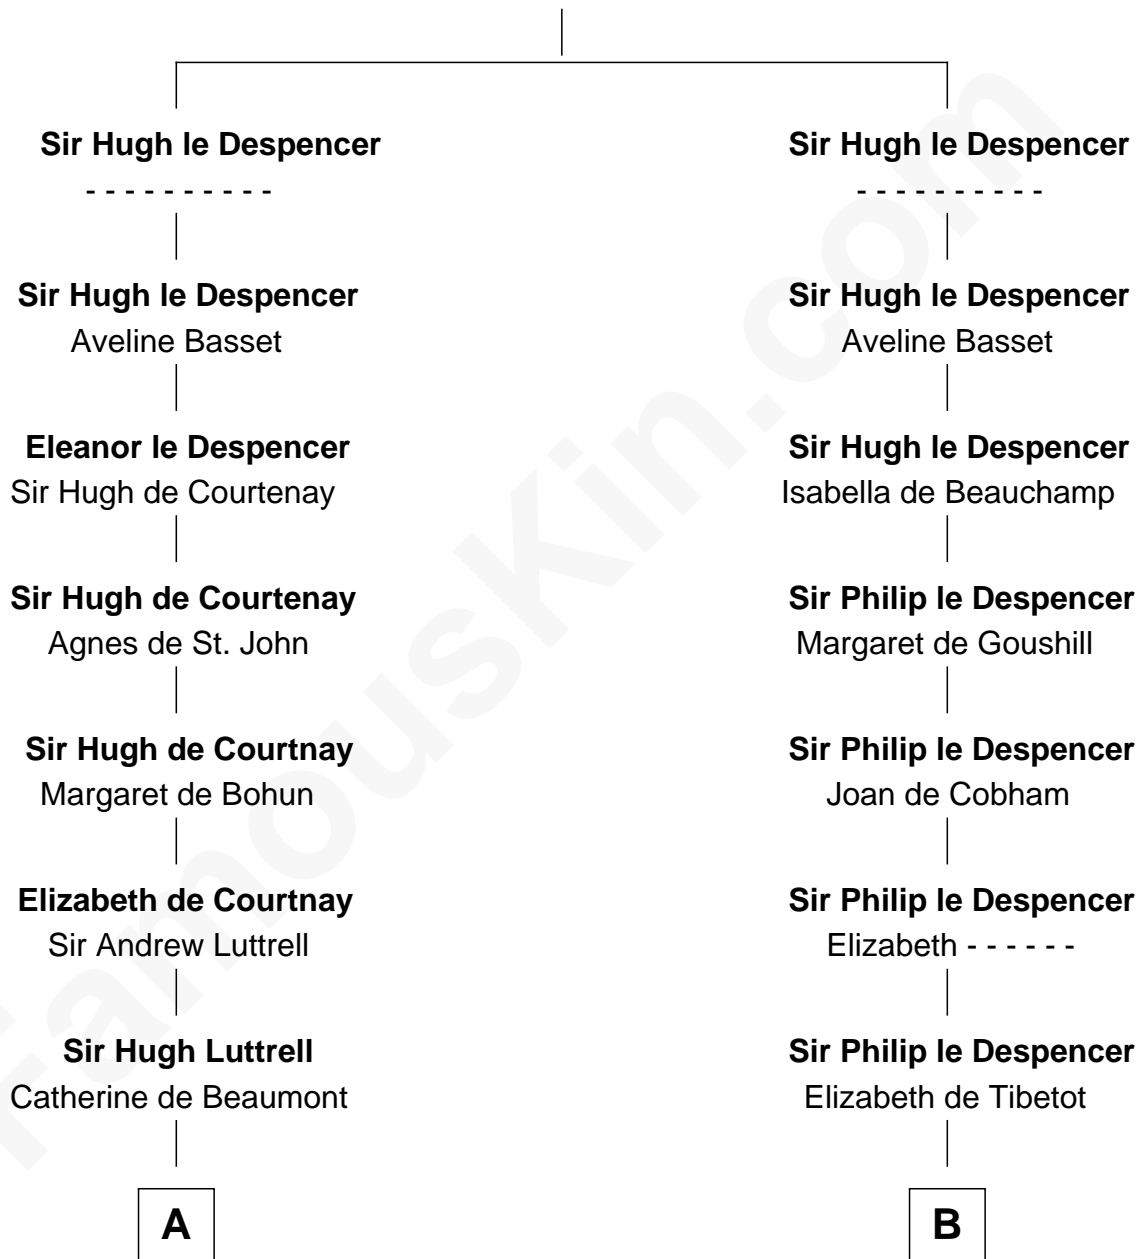 Sir Hugh le Despencer
- - - - - - - - - -
Sir Hugh le Despencer
Aveline Basset
Eleanor le Despencer
Sir Hugh de Courtenay
Sir Hugh de Courtenay
Agnes de St. John
Sir Hugh de Courtnay
Margaret de Bohun
Elizabeth de Courtnay
Sir Andrew Luttrell
Sir Hugh Luttrell
Catherine de Beaumont
A
Sir Hugh le Despencer
- - - - - - - - - -
Sir Hugh le Despencer
Aveline Basset
Sir Hugh le Despencer
Isabella de Beauchamp
Sir Philip le Despencer
Margaret de Goushill
Sir Philip le Despencer
Joan de Cobham
Sir Philip le Despencer
Elizabeth - - - - - -
Sir Philip le Despencer
Elizabeth de Tibetot
B
FamousKin.com